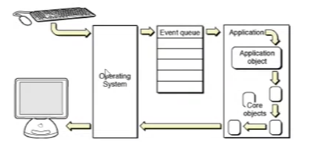 Event queue
Application
Application
object
Operating
System
Core
objects